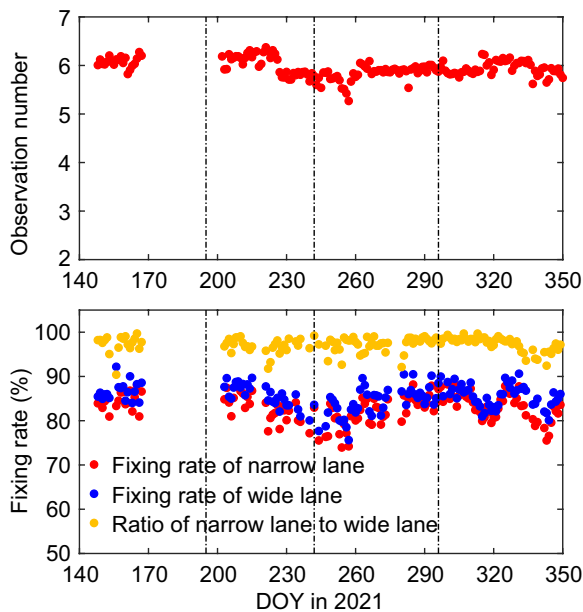 7
6
5
4
3
2
Observation number
140 170 200 230 260 290 320 350
100
90
80
70
60
50
Fixing rate (%)
Fixing rate of narrow lane
Fixing rate of wide lane
Ratio of narrow lane to wide lane
140 170 200 230 260 290 320 350
DOY in 2021